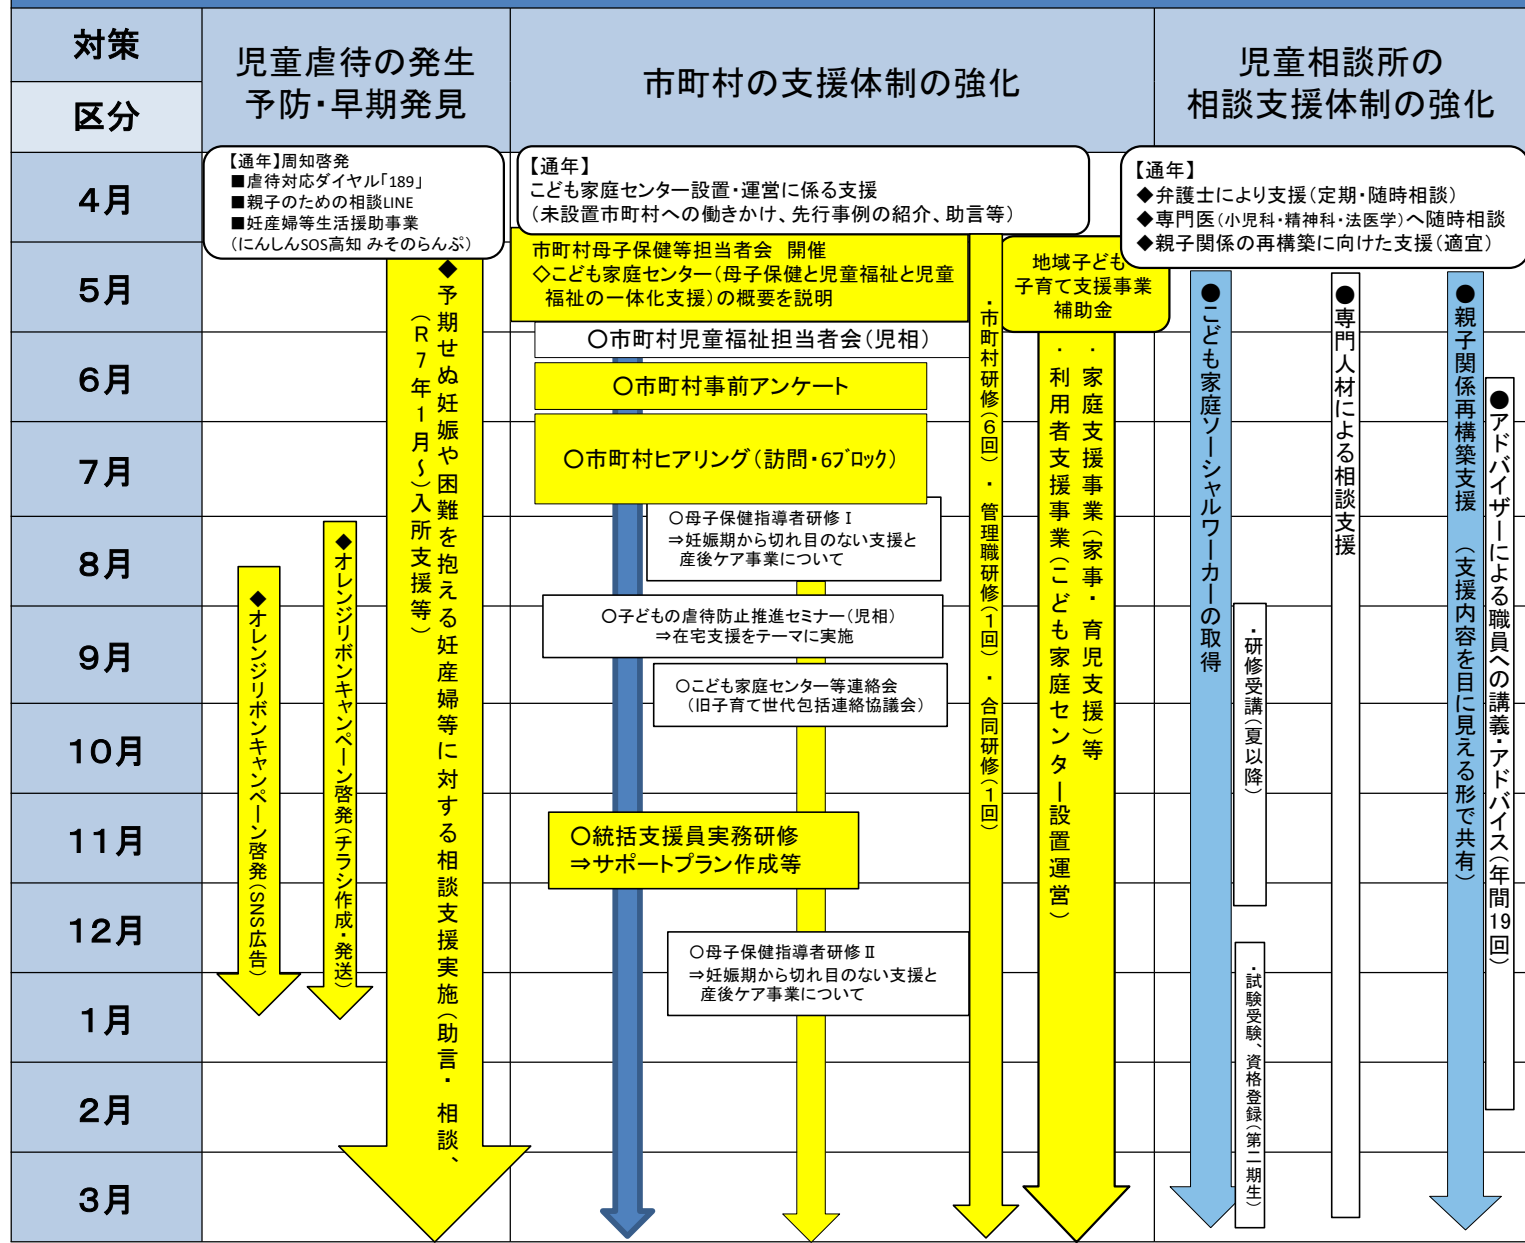 対策
区分
児童虐待の発生
予防・早期発見
市町村の支援体制の強化
児童相談所の
相談支援体制の強化
4月
5月
6月
7月
8月
9月
10月
11月
12月
1月
2月
3月
【通年】周知啓発
■虐待対応ダイヤル「189」
■親子のための相談LINE
■妊産婦等生活援助事業
(にんしんSOS高知 みそのらんぷ)
◆予期せぬ妊娠や困難を抱える妊産婦等に対する相談支援実施(助言・相談、
(R7年1月~)入所支援等)
◆オレンジリボンキャンペーン啓発(チラシ作成・発送)
◆オレンジリボンキャンペーン啓発(SNS広告)
【通年】
こども家庭センター設置・運営に係る支援
(未設置市町村への働きかけ、先行事例の紹介、助言等)
市町村母子保健等担当者会 開催
◇こども家庭センター(母子保健と児童福祉と児童
福祉の一体化支援)の概要を説明
○市町村児童福祉担当者会(児相)
○市町村事前アンケート
○市町村ヒアリング(訪問・6ブロック)
○母子保健指導者研修Ⅰ
⇒妊娠期から切れ目のない支援と
産後ケア事業について
○子どもの虐待防止推進セミナー(児相)
⇒在宅支援をテーマに実施
○こども家庭センター等連絡会
(旧子育て世代包括連絡協議会)
○統括支援員実務研修
⇒サポートプラン作成等
○母子保健指導者研修Ⅱ
⇒妊娠期から切れ目のない支援と
産後ケア事業について
・市町村研修(6回)・管理職研修(1回)・合同研修(1回)
地域子ども・
子育て支援事業
補助金
・家庭支援事業(家事・育児支援)等
・利用者支援事業(こども家庭センター設置運営)
【通年】
◆弁護士により支援(定期・随時相談)
◆専門医(小児科・精神科・法医学)へ随時相談
◆親子関係の再構築に向けた支援(適宜)
●こども家庭ソーシャルワーカーの取得
・研修受講(夏以降)
・試験受験、資格登録(第二期生)
●専門人材による相談支援
●親子関係再構築支援 (支援内容を目に見える形で共有)
●アドバイザーによる職員への講義・アドバイス(年間19回)